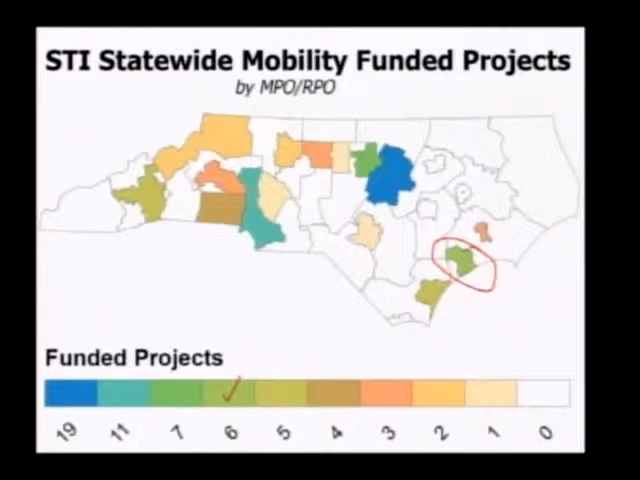 STI Statewide Mobility Funded Projects
by MPO/RPO
Funded Projects
19 11 7 6 5 4 3 2 1 0